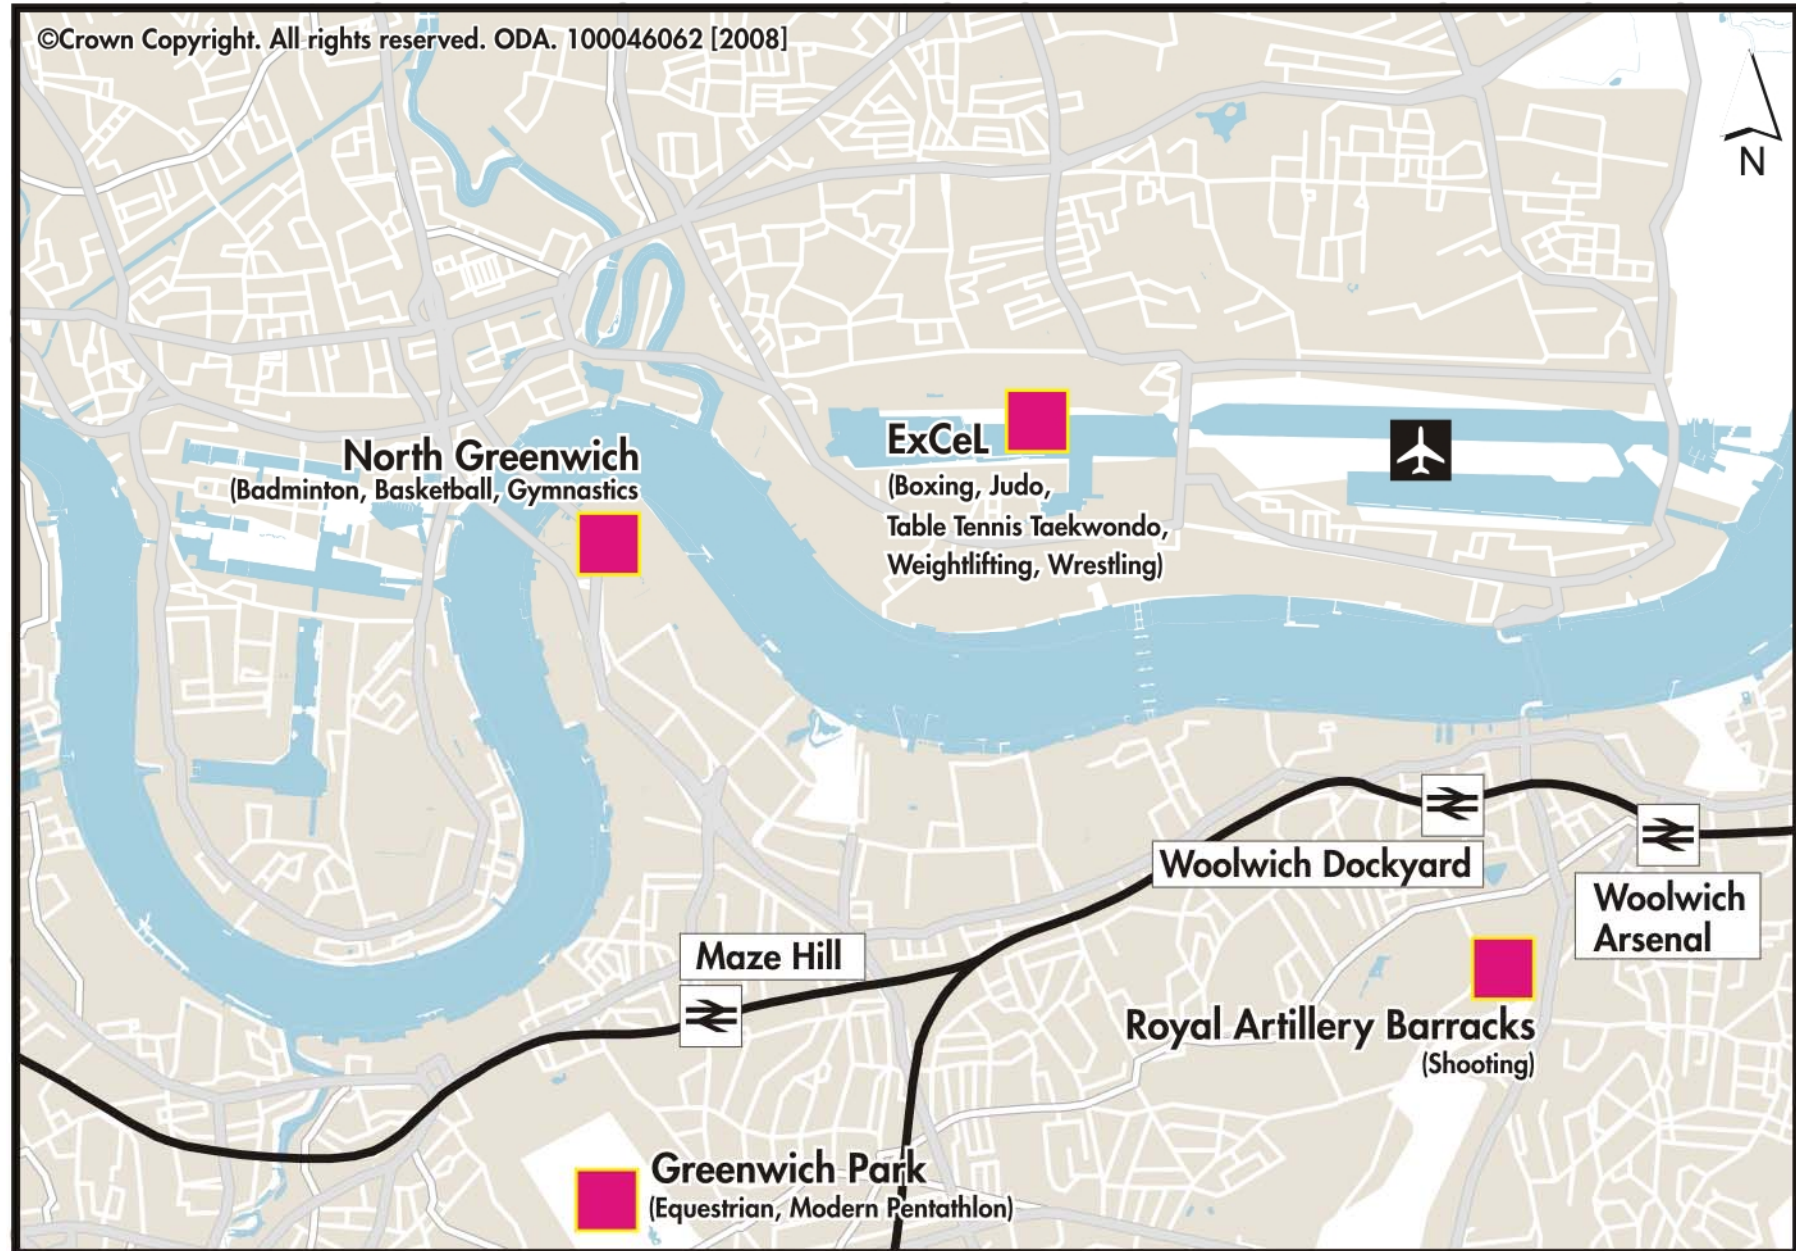 ©Crown Copyright. All rights reserved. ODA. 100046062 [2008]
N
North Greenwich
(Badminton, Basketball, Gymnastics
ExCeL
(Boxing, Judo,
Table Tennis Taekwondo,
Weightlifting, Wrestling)
Woolwich Dockyard
Woolwich
Arsenal
Maze Hill
Royal Artillery Barracks
(Shooting)
Greenwich Park
(Equestrian, Modern Pentathlon)